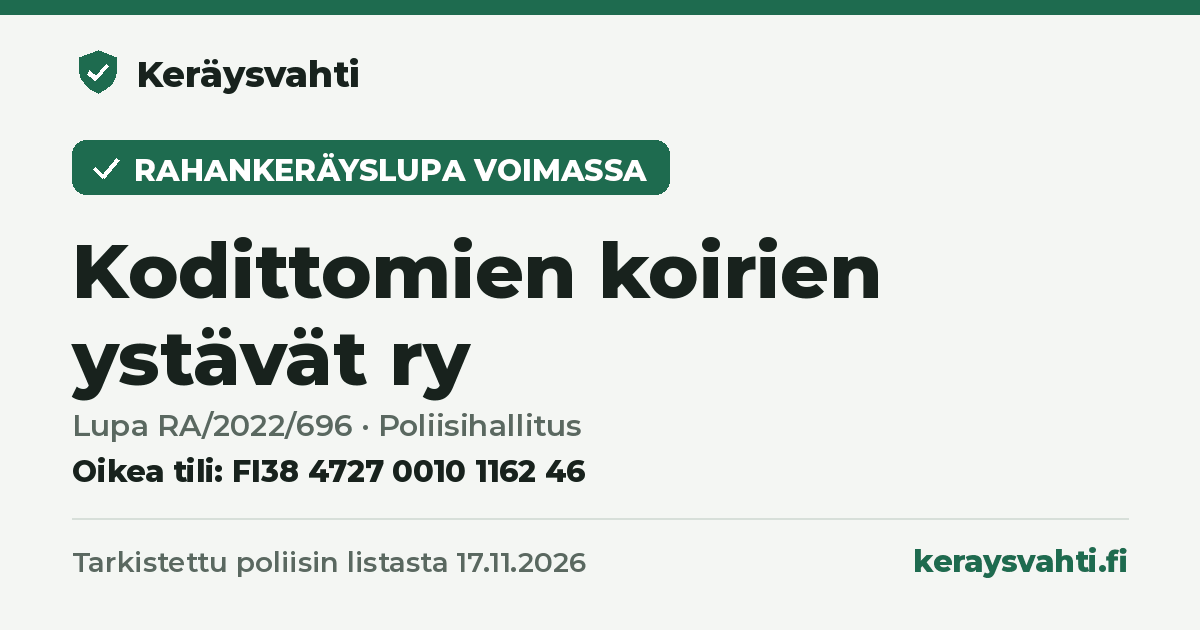 Keräysvahti
RAHANKERÄYSLUPA VOIMASSA
Kodittomien koirien
ystävät ry
Lupa RA/2022/696 · Poliisihallitus
Oikea tili: FI38 4727 0010 1162 46
Tarkistettu poliisin listasta 17.11.2026
keraysvahti.fi